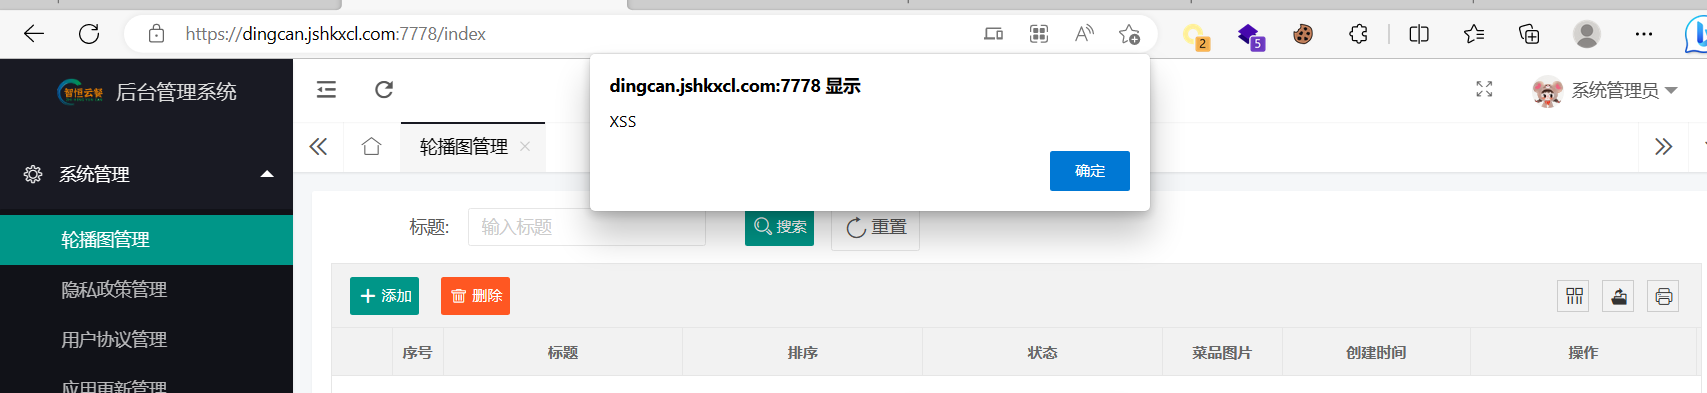 https://dingcan.jshkxcl.com:7778/index
2
5
智恒云餐
后台管理系统
dingcan.jshkxcl.com:7778 显示
XSS
确定
系统管理员
轮播图管理
系统管理
轮播图管理
隐私政策管理
用户协议管理
应用更新管理
标题:
输入标题
搜索
重置
添加
删除
序号
标题
排序
状态
菜品图片
创建时间
操作